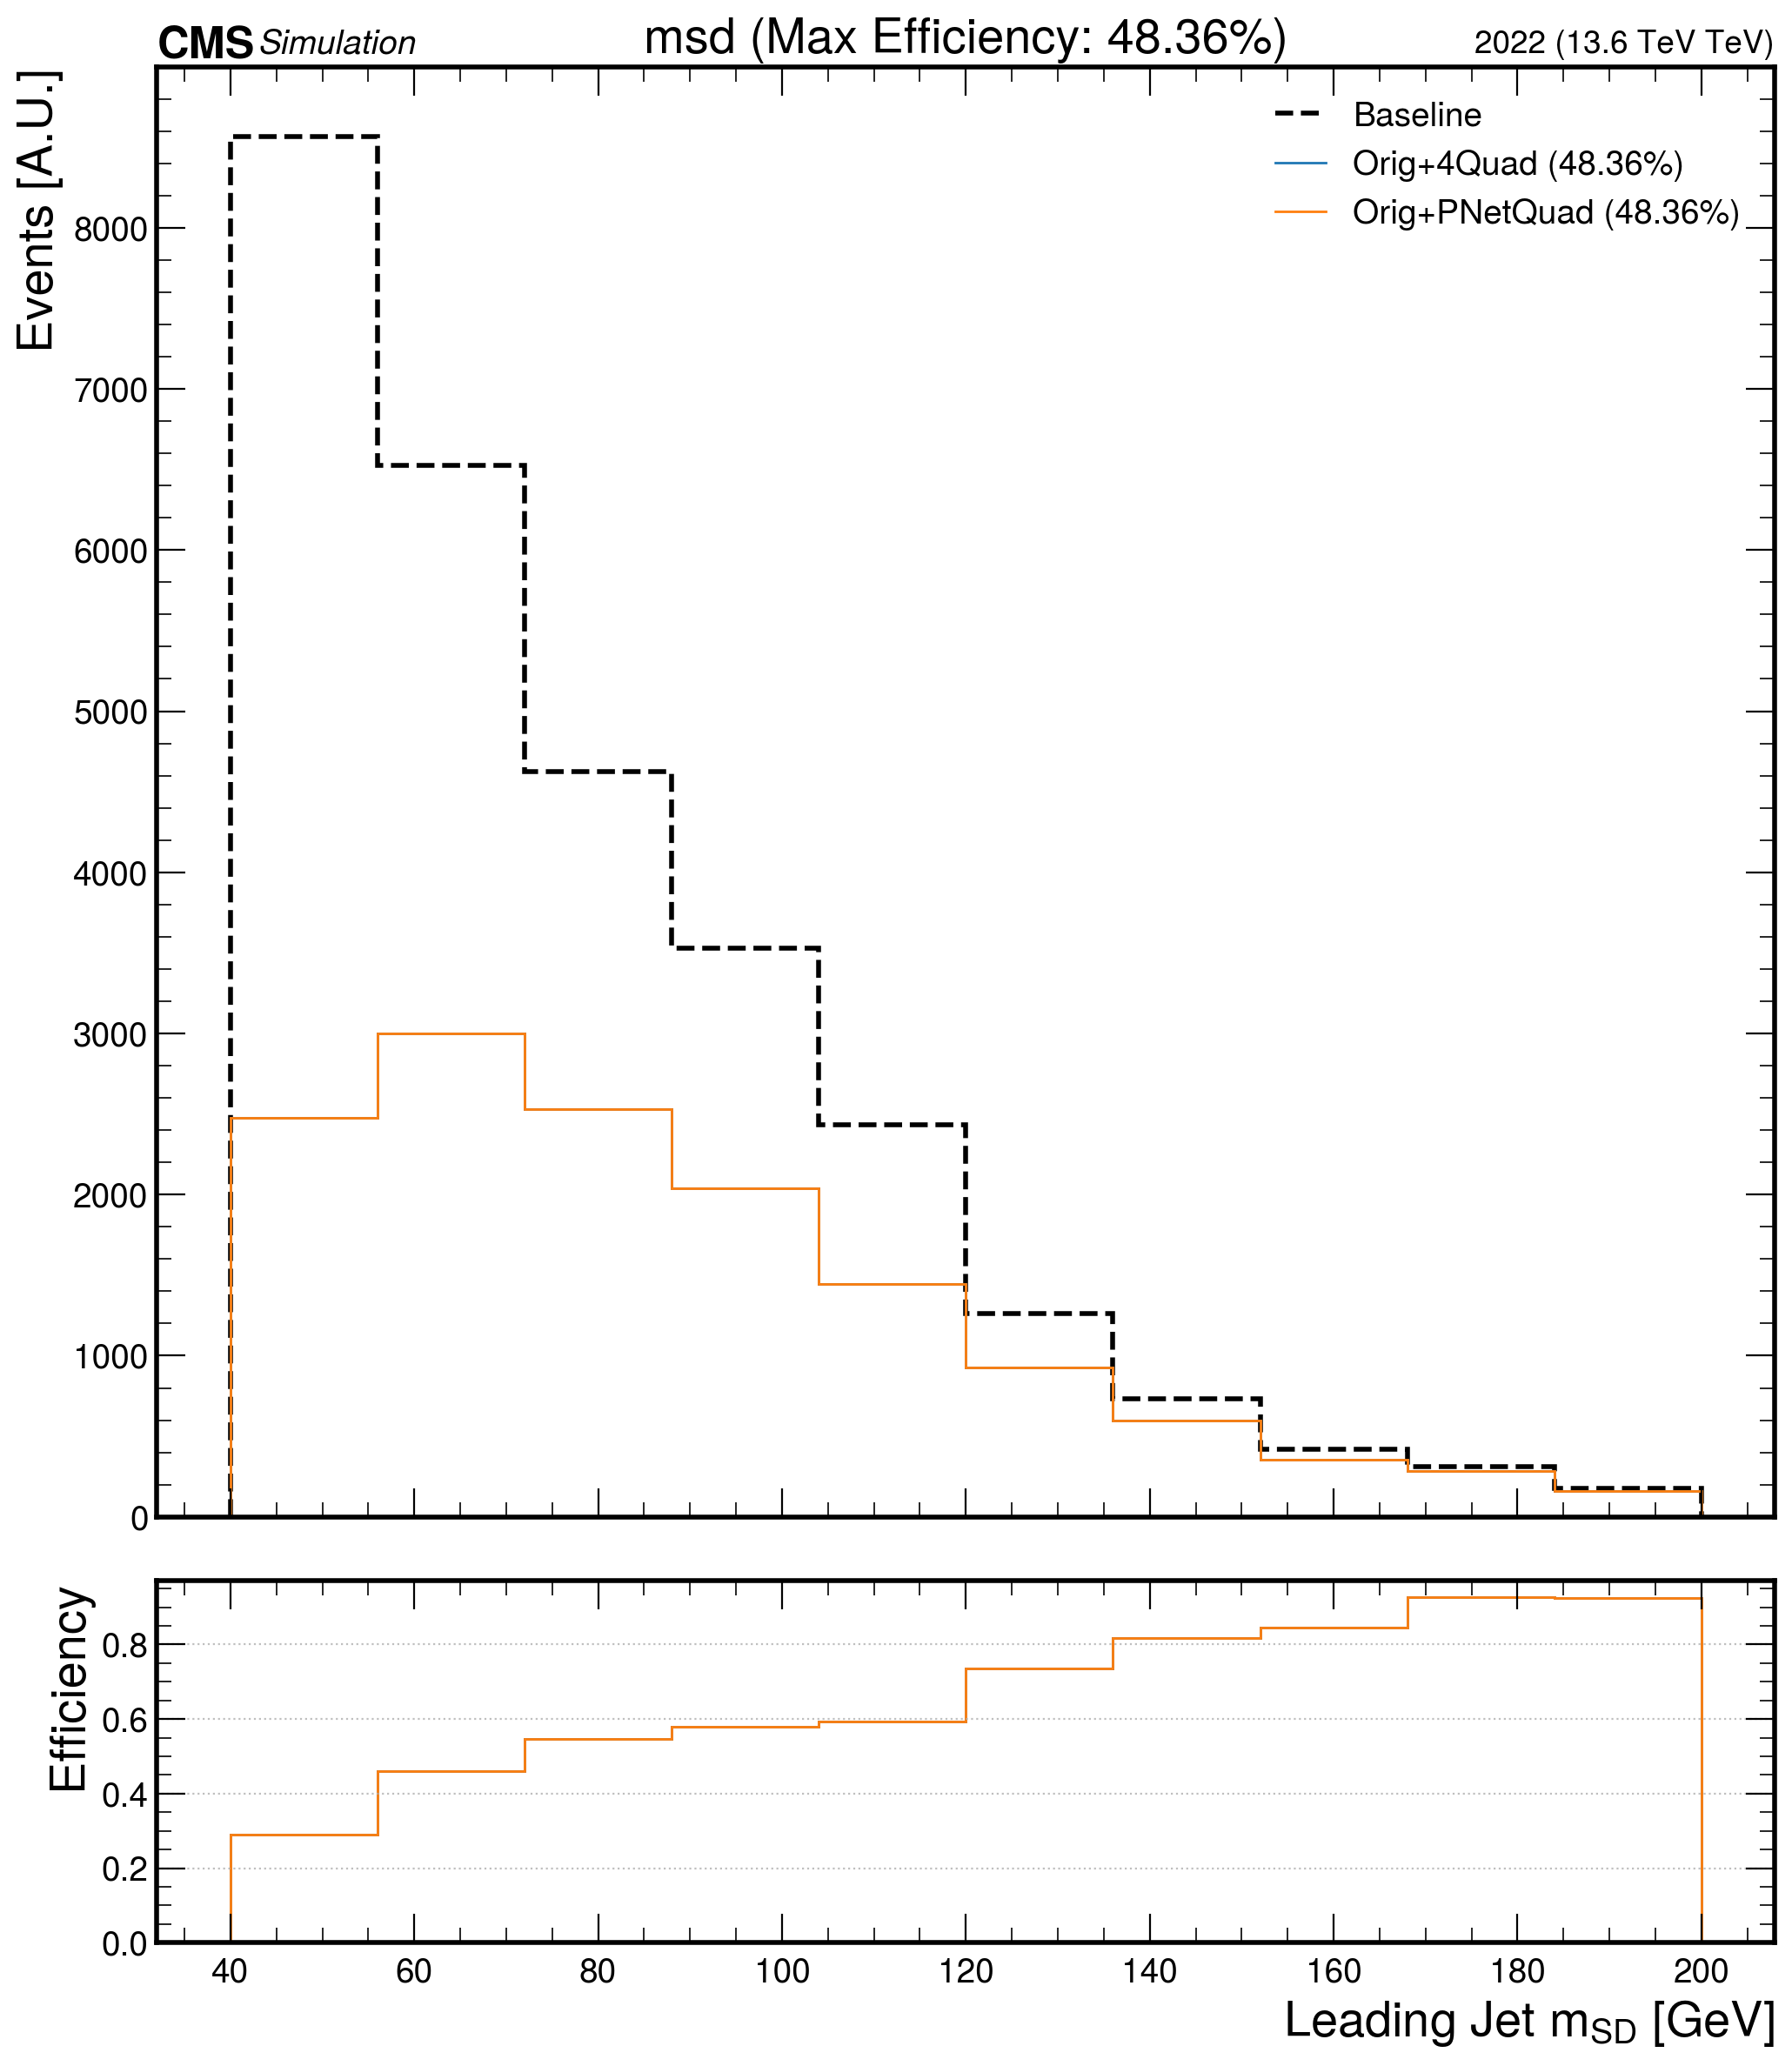 CMS Simulation
msd (Max Efficiency: 48.36%)
2022 (13.6 TeV TeV)
Events [A.U.]
Baseline
Orig+4Quad (48.36%)
Orig+PNetQuad (48.36%)
8000
7000
6000
5000
4000
3000
2000
1000
0
Efficiency
0.8
0.6
0.4
0.2
0.0
40 60 80 100 120 140 160 180 200
Leading Jet mSD [GeV]